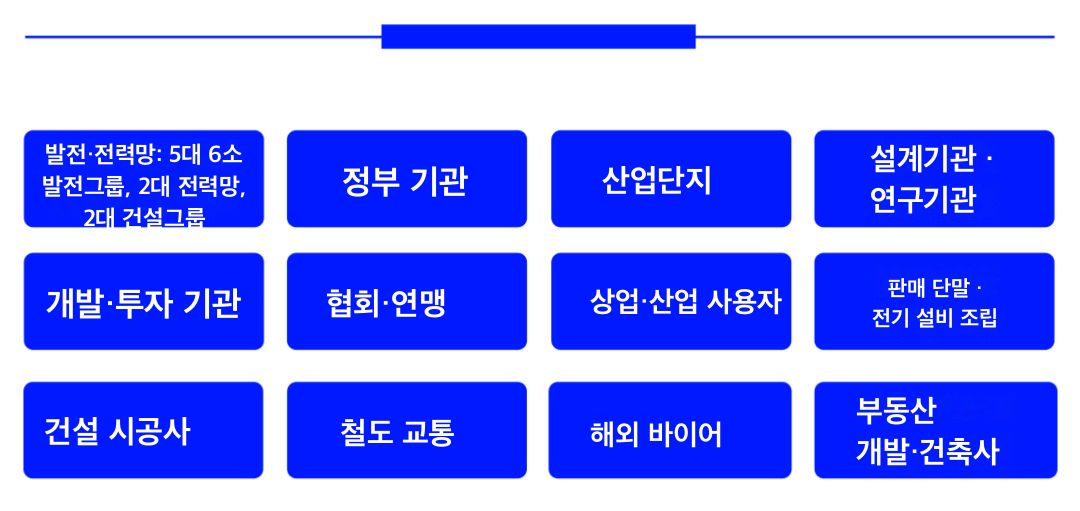 발전·전력망: 5대 6소
발전그룹, 2대 전력망,
2대 건설그룹
정부 기관
산업단지
설계기관 ·
연구기관
개발·투자 기관
협회·연맹
상업·산업 사용자
판매 단말 ·
전기 설비 조립
건설 시공사
철도 교통
해외 바이어
부동산
개발·건축사